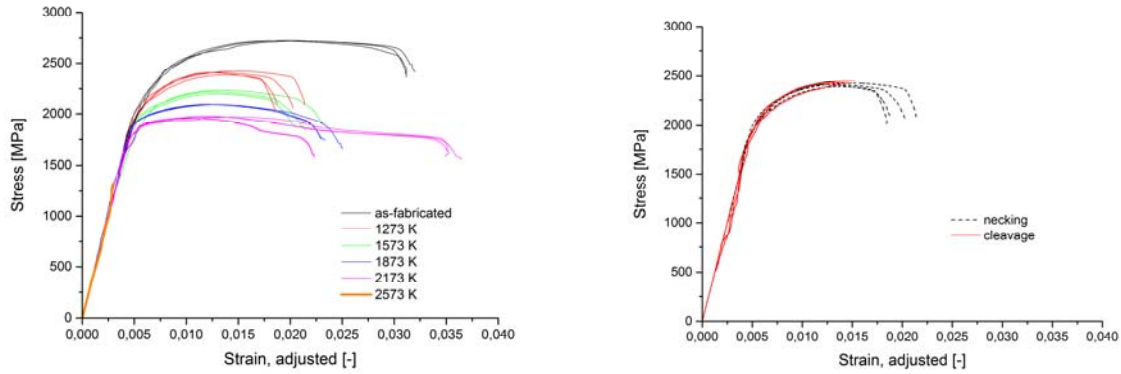 3000
2500
2000
1500
1000
500
0
Stress [MPa]
as-fabricated
1273 K
1573 K
1873 K
2173 K
2573 K
0,000 0,005 0,010 0,015 0,020 0,025 0,030 0,035 0,040
Strain, adjusted [-]
3000
2500
2000
1500
1000
500
0
Stress [MPa]
necking
cleavage
0,000 0,005 0,010 0,015 0,020 0,025 0,030 0,035 0,040
Strain, adjusted [-]